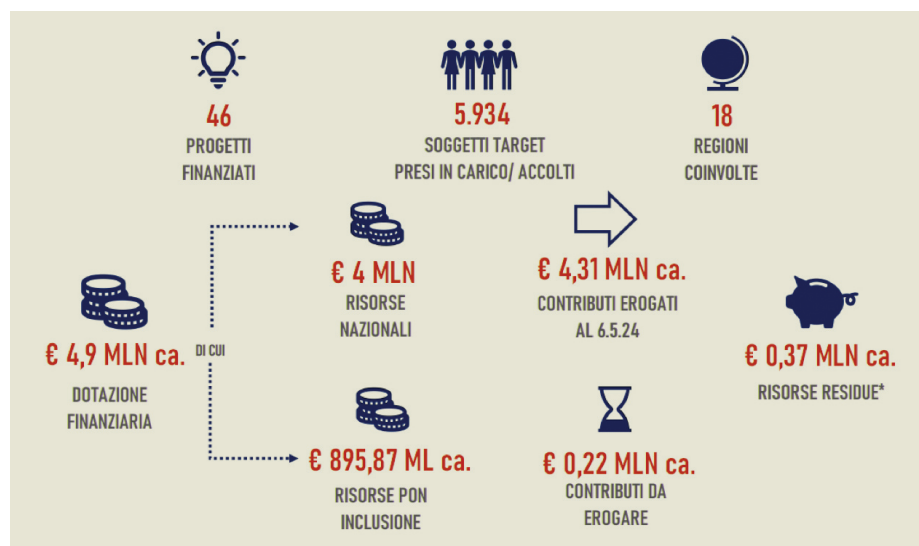 46
PROGETTI
FINANZIATI
5.934
SOGGETTI TARGET
PRESI IN CARICO/ ACCOLTI
18
REGIONI
COINVOLTE
€ 4,9 MLN ca.
DOTAZIONE
FINANZIARIA
DI CUI
€ 4 MLN
RISORSE
NAZIONALI
€ 895,87 ML ca.
RISORSE PON
INCLUSIONE
€ 4,31 MLN ca.
CONTRIBUTI EROGATI
AL 6.5.24
€ 0,22 MLN ca.
CONTRIBUTI DA
EROGARE
€ 0,37 MLN ca.
RISORSE RESIDUE*